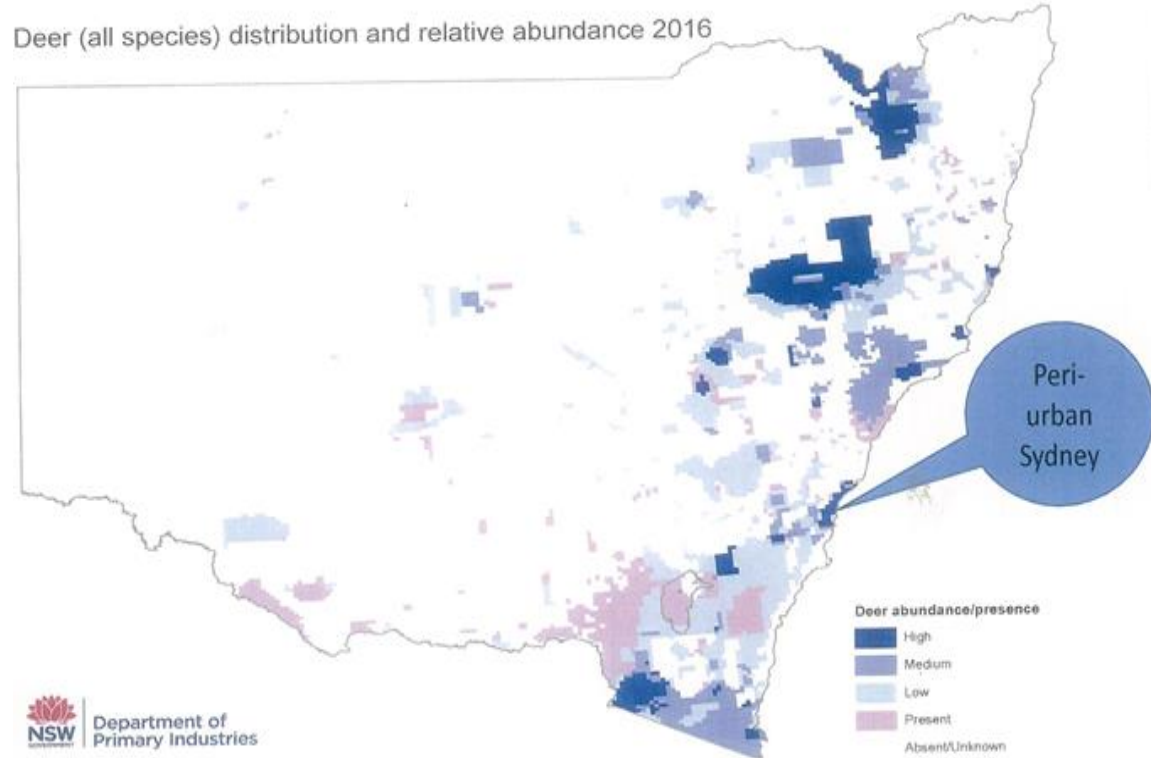 Deer (all species) distribution and relative abundance 2016
Peri-
urban
Sydney
Deer abundance/presence
High
Medium
Low
Present
Absent/Unknown
NSW
GOVERNMENT
Department of
Primary Industries